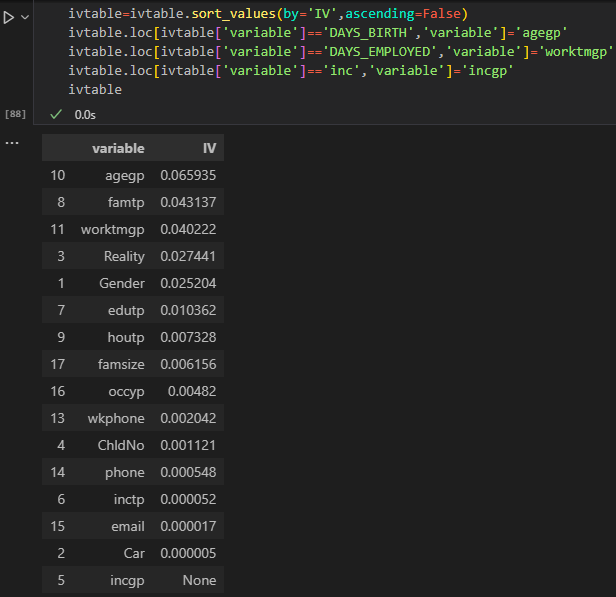 ivtable=ivtable.sort_values(by='IV',ascending=False)
ivtable.loc[ivtable['variable']=='DAYS_BIRTH','variable']='agegp'
ivtable.loc[ivtable['variable']=='DAYS_EMPLOYED','variable']='worktmgp'
ivtable.loc[ivtable['variable']=='inc','variable']='incgp'
ivtable
[88] 0.0s
variable IV
10 agegp 0.065935
8 famtp 0.043137
11 worktmgp 0.040222
3 Reality 0.027441
1 Gender 0.025204
7 edutp 0.010362
9 houtp 0.007328
17 famsize 0.006156
16 occyp 0.00482
13 wkphone 0.002042
4 ChldNo 0.001121
14 phone 0.000548
6 inctp 0.000052
15 email 0.000017
2 Car 0.000005
5 incgp None